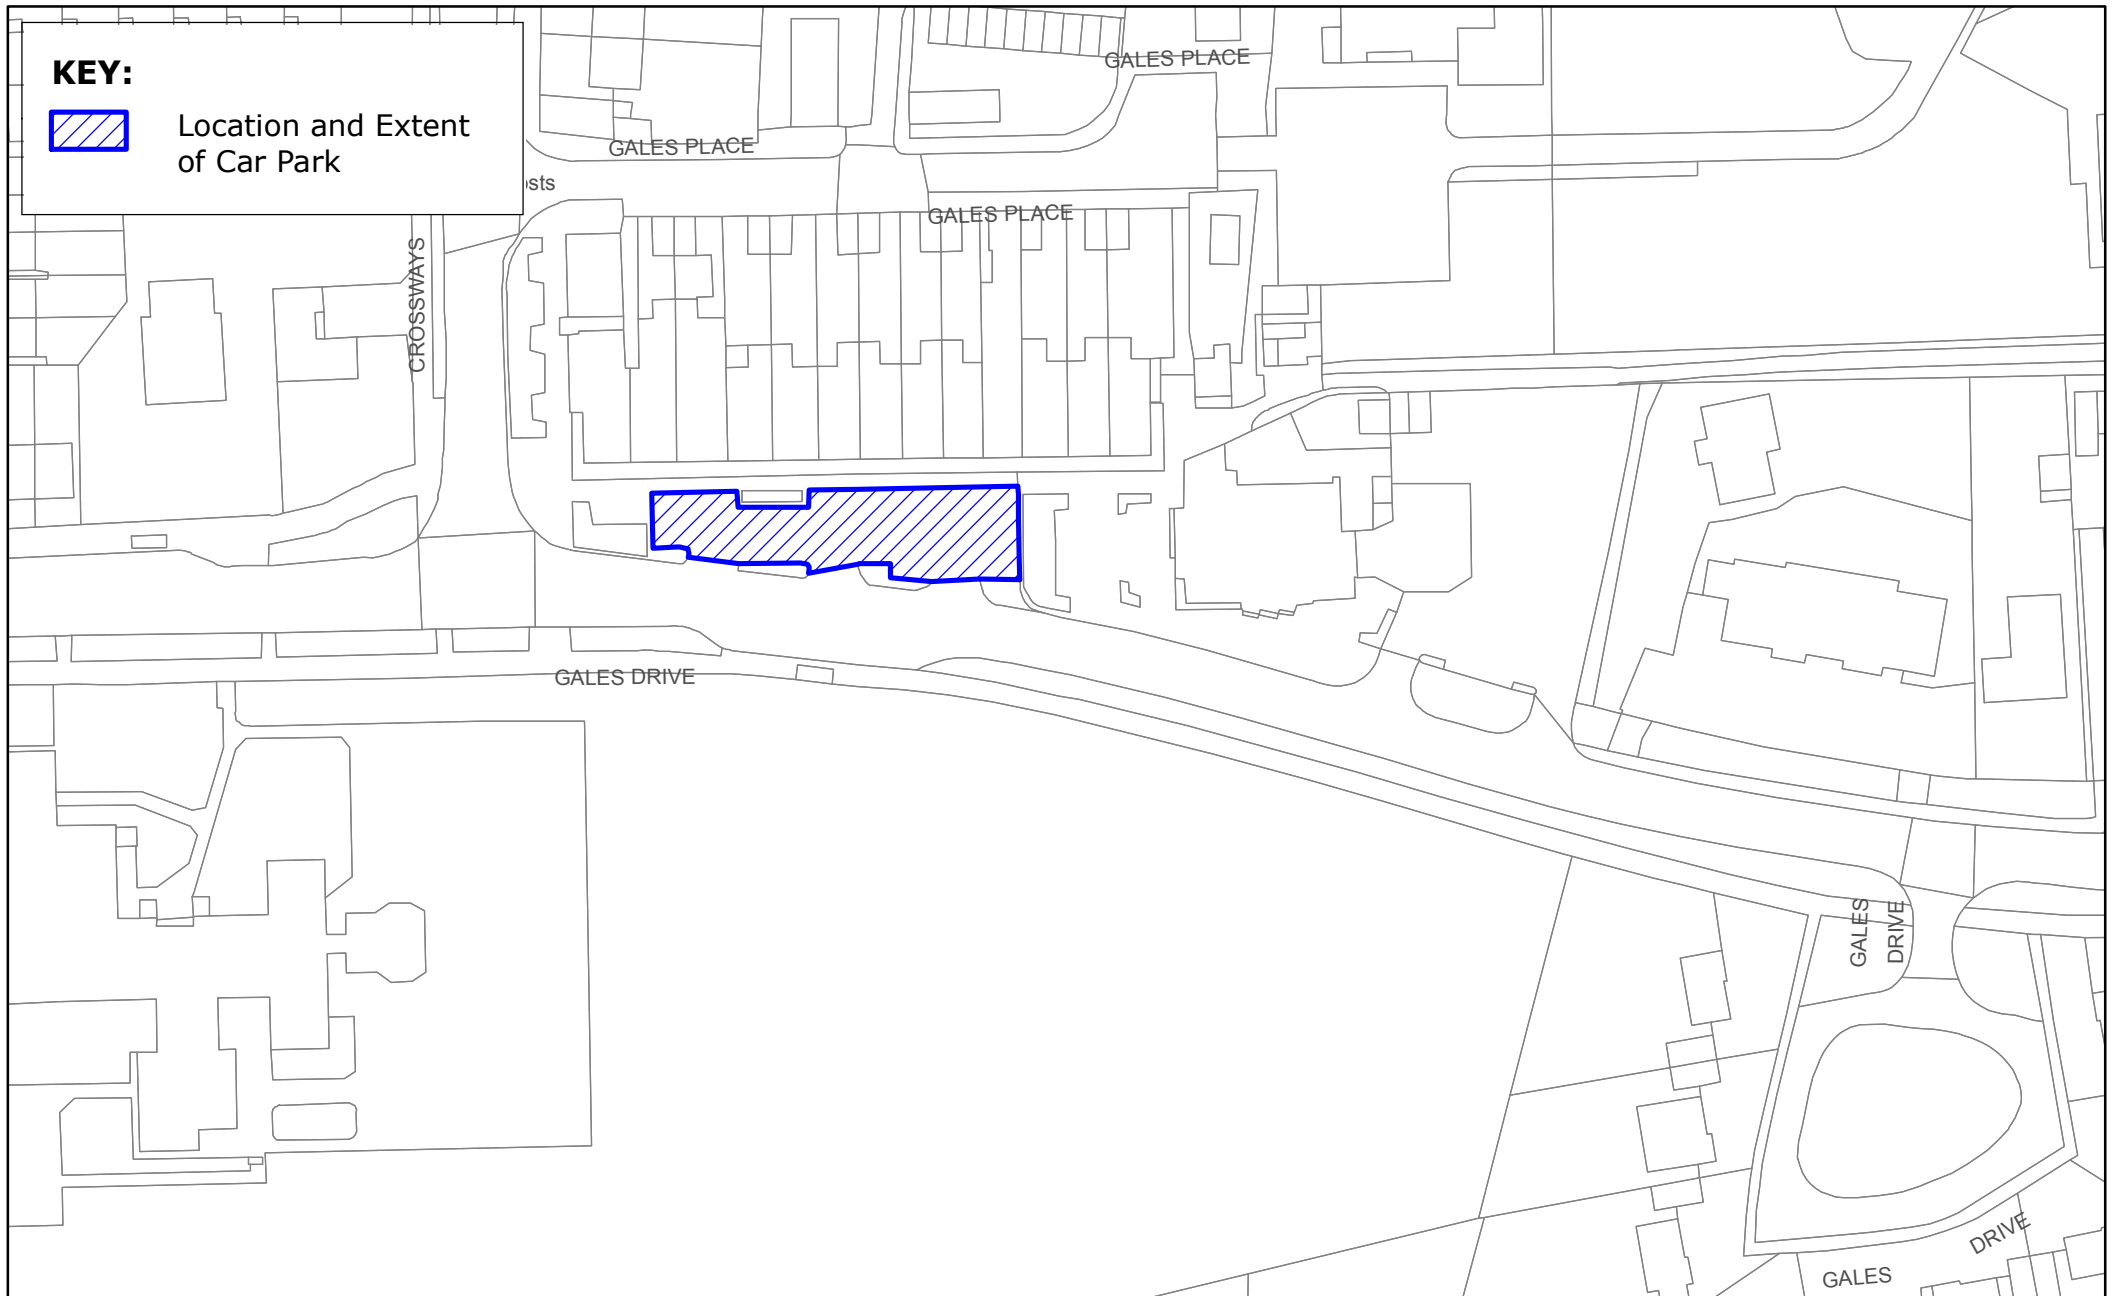 KEY:
Location and Extent
of Car Park
GALES PLACE
GALES PLACE
GALES PLACE
CROSSWAYS
GALES DRIVE
GALES
DRIVE
DRIVE
GALES